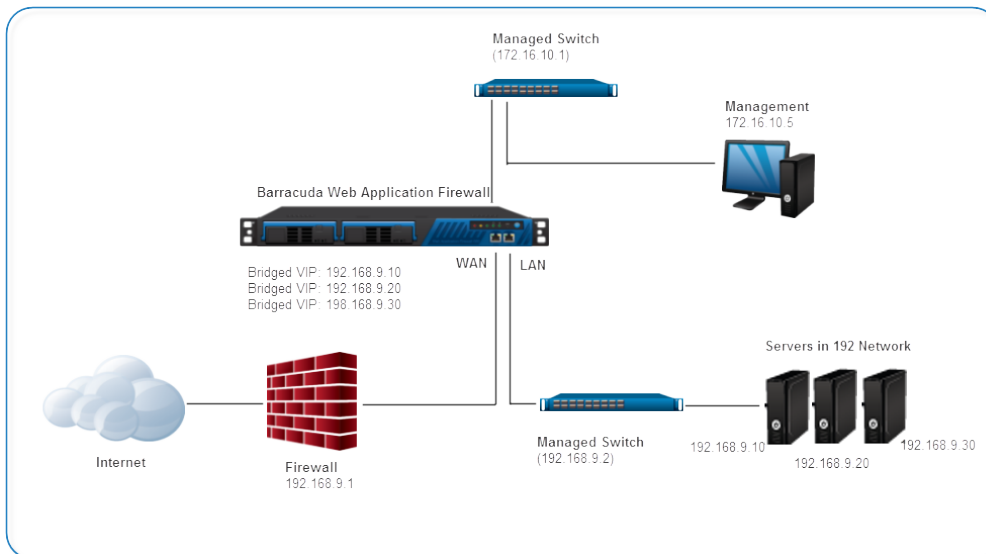 Managed Switch
(172.16.10.1)
Management
172.16.10.5
Barracuda Web Application Firewall
WAN
LAN
Bridged VIP: 192.168.9.10
Bridged VIP: 192.168.9.20
Bridged VIP: 198.168.9.30
Servers in 192 Network
Internet
Firewall
192.168.9.1
Managed Switch
(192.168.9.2)
192.168.9.10
192.168.9.20
192.168.9.30